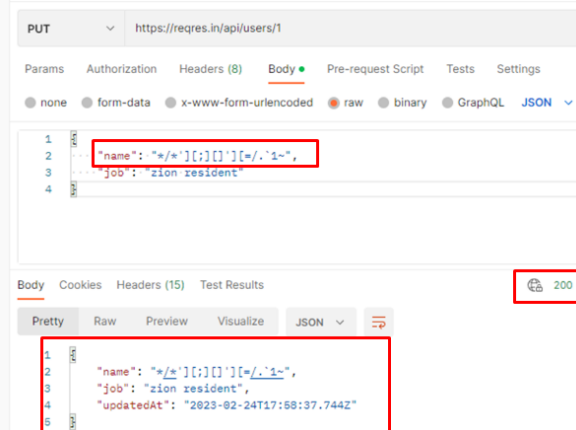 PUT https://reqres.in/api/users/1
Params Authorization Headers (8) Body Pre-request Script Tests Settings
none form-data x-www-form-urlencoded raw binary GraphQL JSON
1 {
2 "name": "*/*'][;][]'][=/.`1~",
3 "job": "zion resident"
4 }
Body Cookies Headers (15) Test Results 200
Pretty Raw Preview Visualize JSON
1 {
2 "name": "*/*'][;][]'][=/.`1~",
3 "job": "zion resident",
4 "updatedAt": "2023-02-24T17:58:37.744Z"
5 }